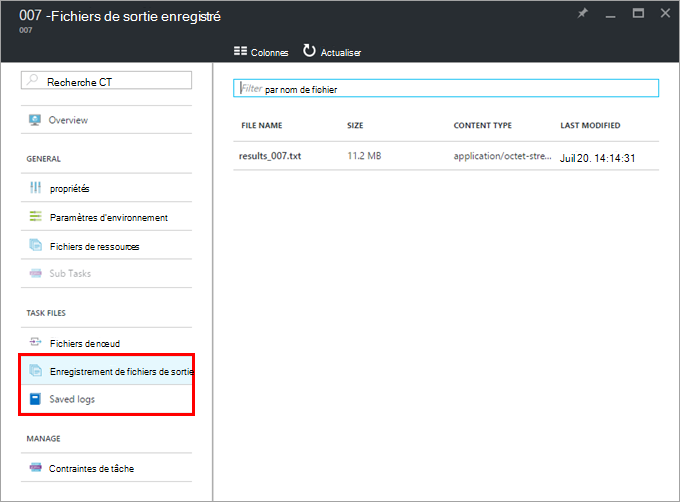 007 -Fichiers de sortie enregistré
007
Colonnes
Actualiser
Recherche CT
Overview
GENERAL
propriétés
Paramètres d'environnement
Fichiers de ressources
Sub Tasks
TASK FILES
Fichiers de nœud
Enregistrement de fichiers de sortie
Saved logs
MANAGE
Contraintes de tâche
Filter par nom de fichier
FILE NAME SIZE CONTENT TYPE LAST MODIFIED
results_007.txt 11.2 MB application/octet-stre... Juil 20. 14:14:31